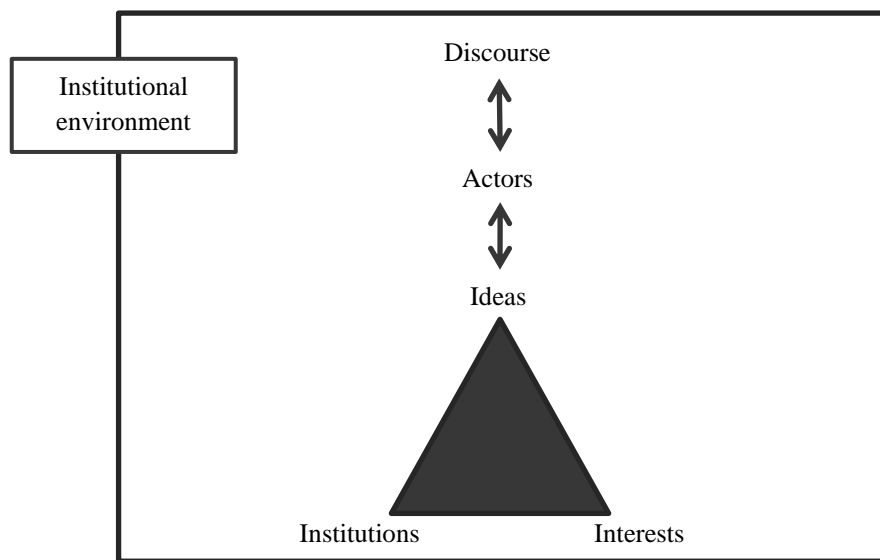 Discourse
Institutional
environment
Actors
Ideas
Institutions
Interests